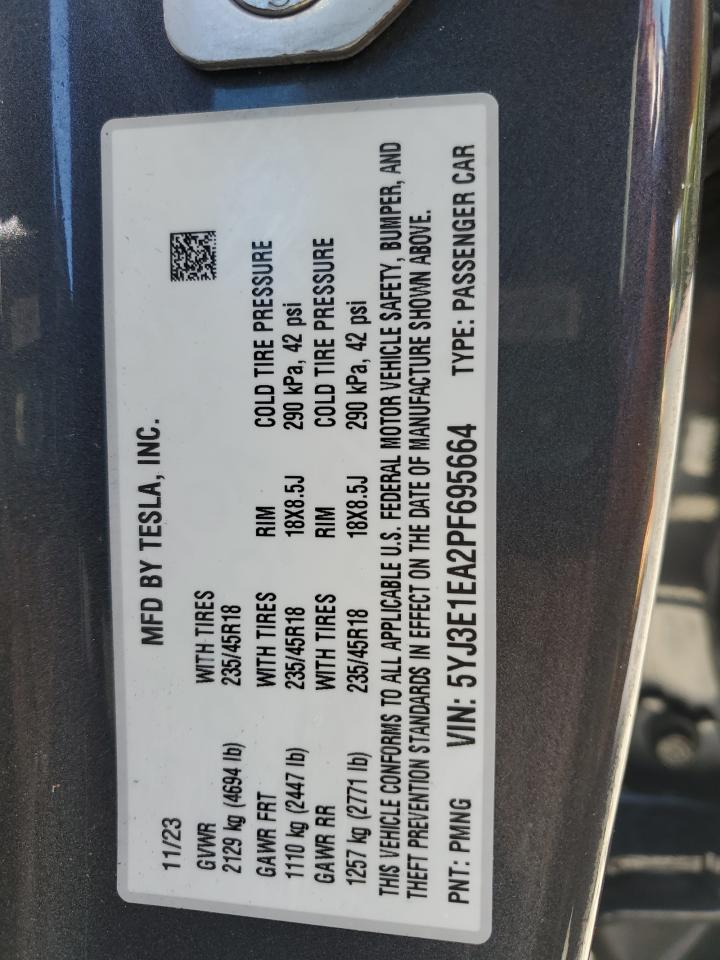 MFD BY TESLA, INC.
11/23
GVWR WITH TIRES
2129 kg (4694 lb) 235/45R18
GAWR FRT WITH TIRES RIM COLD TIRE PRESSURE
1110 kg (2447 lb) 235/45R18 18X8.5J 290 kPa, 42 psi
GAWR RR WITH TIRES RIM COLD TIRE PRESSURE
1257 kg (2771 lb) 235/45R18 18X8.5J 290 kPa, 42 psi
THIS VEHICLE CONFORMS TO ALL APPLICABLE U.S. FEDERAL MOTOR VEHICLE SAFETY, BUMPER, AND
THEFT PREVENTION STANDARDS IN EFFECT ON THE DATE OF MANUFACTURE SHOWN ABOVE.
PNT: PMNG VIN: 5YJ3E1EA2PF695664 TYPE: PASSENGER CAR